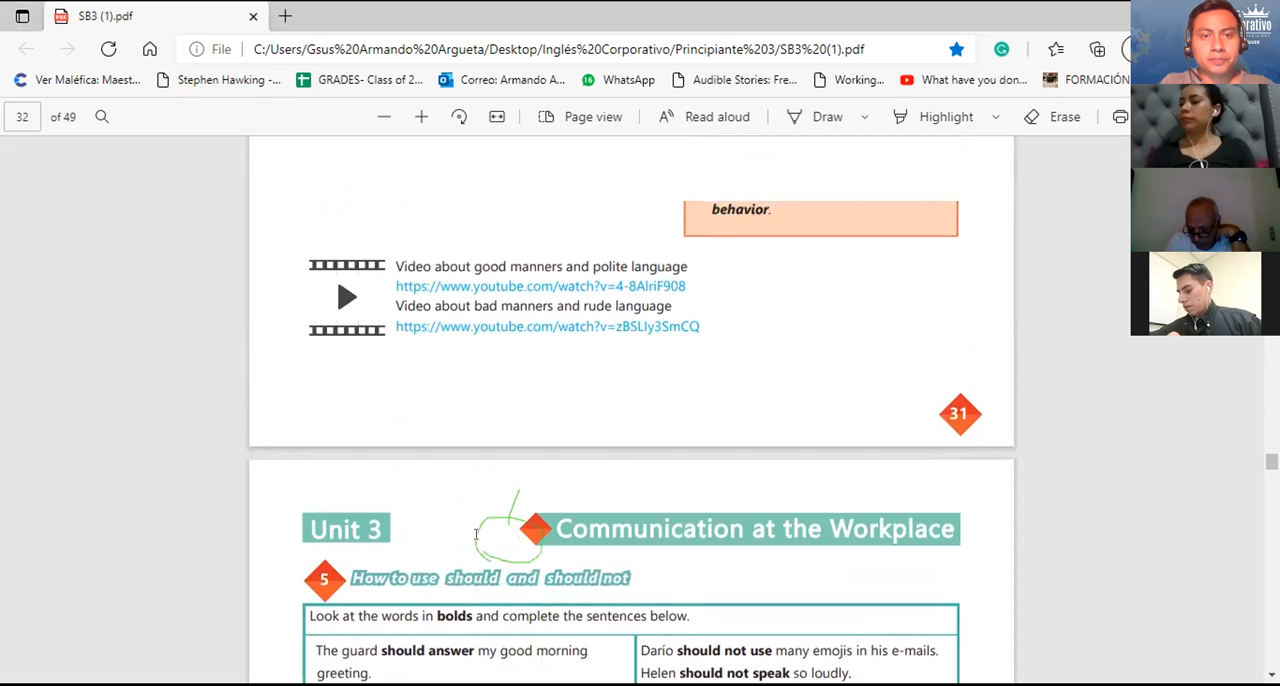 SB3 (1).pdf
File
C:/Users/Gsus%20Armando%20Argueta/Desktop/Inglés%20Corporativo/Principiante%203/SB3%20(1).pdf
Ver Maléfica: Maest...
Stephen Hawking -...
GRADES- Class of 2...
Correo: Armando A...
WhatsApp
Audible Stories: Fre...
Working...
What have you don...
FORMACIÓN
32 of 49
Page view
Read aloud
Draw
Highlight
Erase
behavior.
Video about good manners and polite language
https://www.youtube.com/watch?v=4-8AlriF908
Video about bad manners and rude language
https://www.youtube.com/watch?v=zBSLIy3SmCQ
31
Unit 3
Communication at the Workplace
5 How to use should and should not
Look at the words in bolds and complete the sentences below.
The guard should answer my good morning
greeting.
Darío should not use many emojis in his e-mails.
Helen should not speak so loudly.